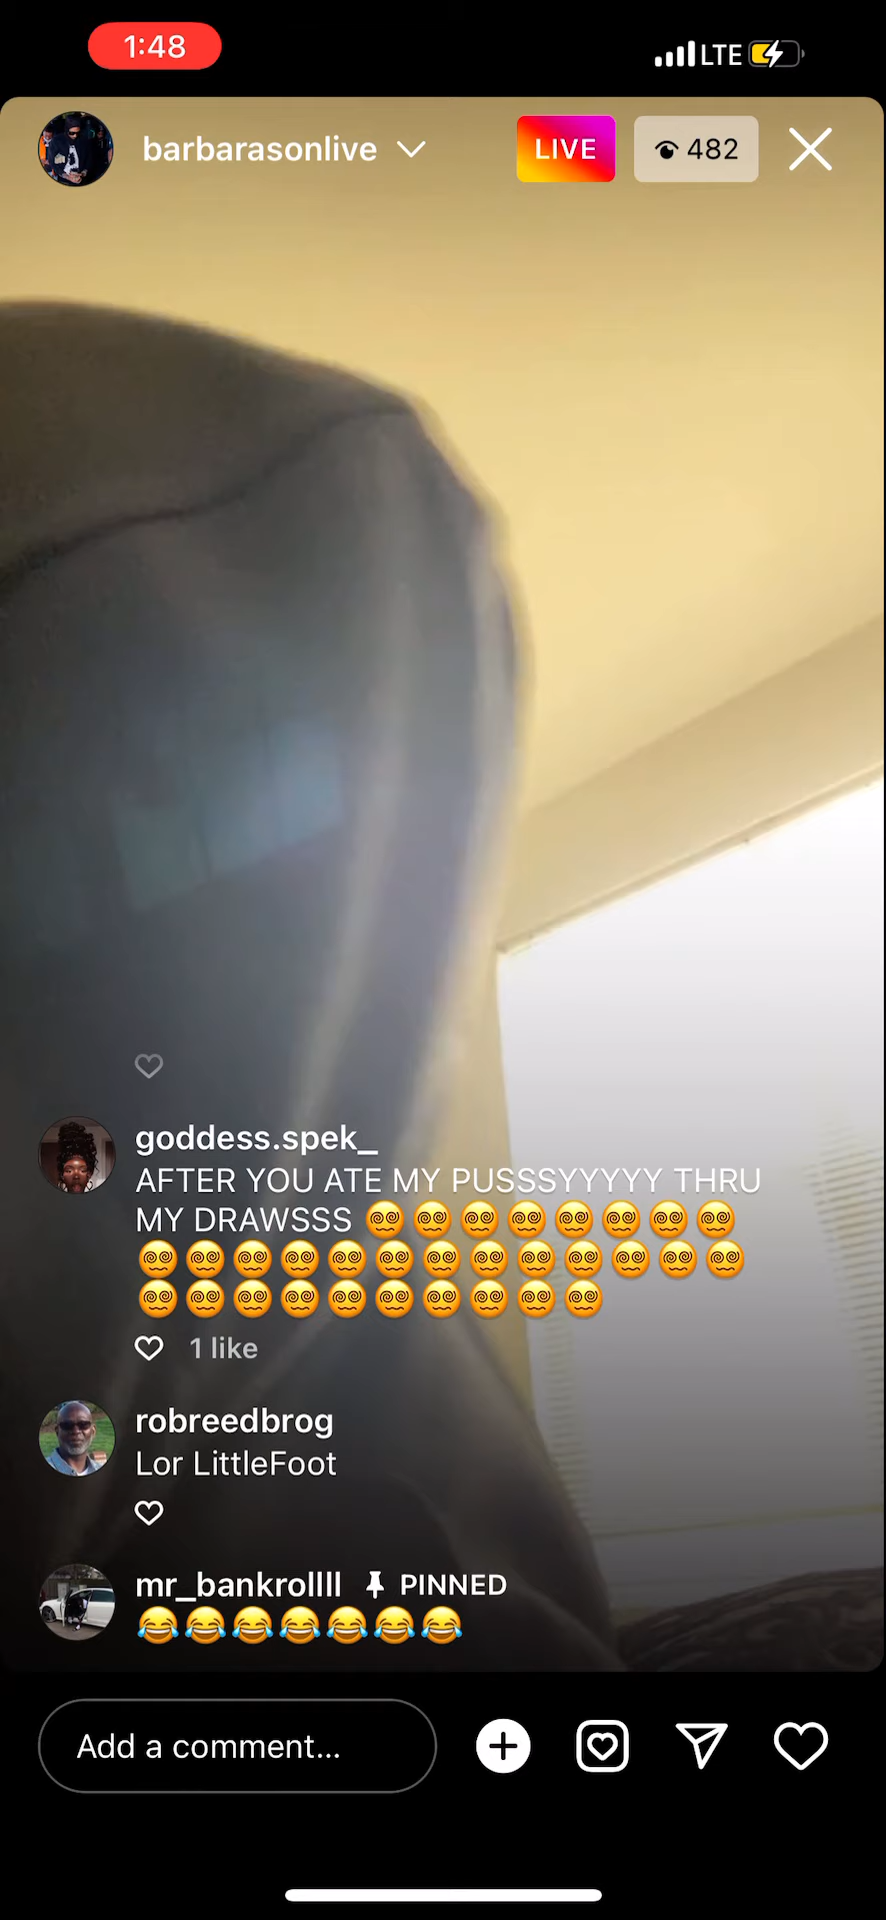 1:48
LTE
barbarasonlive
LIVE
482
goddess.spek_
AFTER YOU ATE MY PUSSSYYYYY THRU
MY DRAWSSS 😵‍💫😵‍💫😵‍💫😵‍💫😵‍💫😵‍💫😵‍💫😵‍💫
😵‍💫😵‍💫😵‍💫😵‍💫😵‍💫😵‍💫😵‍💫😵‍💫😵‍💫😵‍💫😵‍💫😵‍💫😵‍💫
😵‍💫😵‍💫😵‍💫😵‍💫😵‍💫😵‍💫😵‍💫😵‍💫😵‍💫😵‍💫
1 like
robreedbrog
Lor LittleFoot
mr_bankrollll PINNED
😂😂😂😂😂😂😂
Add a comment...